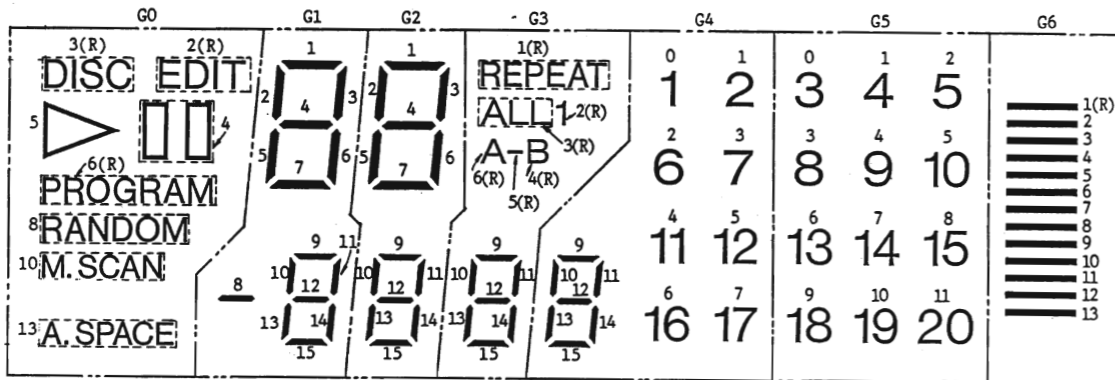 G0 G1 G2 G3 G4 G5 G6
3(R) 2(R) 1 1 1(R) 0 1 0 1 2
DISC EDIT REPEAT 1 2 3 4 5
2 4 3 2 4 3 ALL 1 2(R) 1(R)
5 4 3(R) 2
6(R) 5 7 6 5 7 6 A-B 2 3 3 4 5 3
PROGRAM 6(R) 5(R) 4(R) 6 7 8 9 10 4
5
8 RANDOM 4 5 6 7 8 6
10 M. SCAN 9 11 9 9 9 11 12 13 14 15 7
8 10 12 10 12 11 10 12 11 10 12 11 8
9
13 A. SPACE 13 14 13 14 13 14 13 14 6 7 9 10 11 10
15 15 15 15 16 17 18 19 20 11
12
13